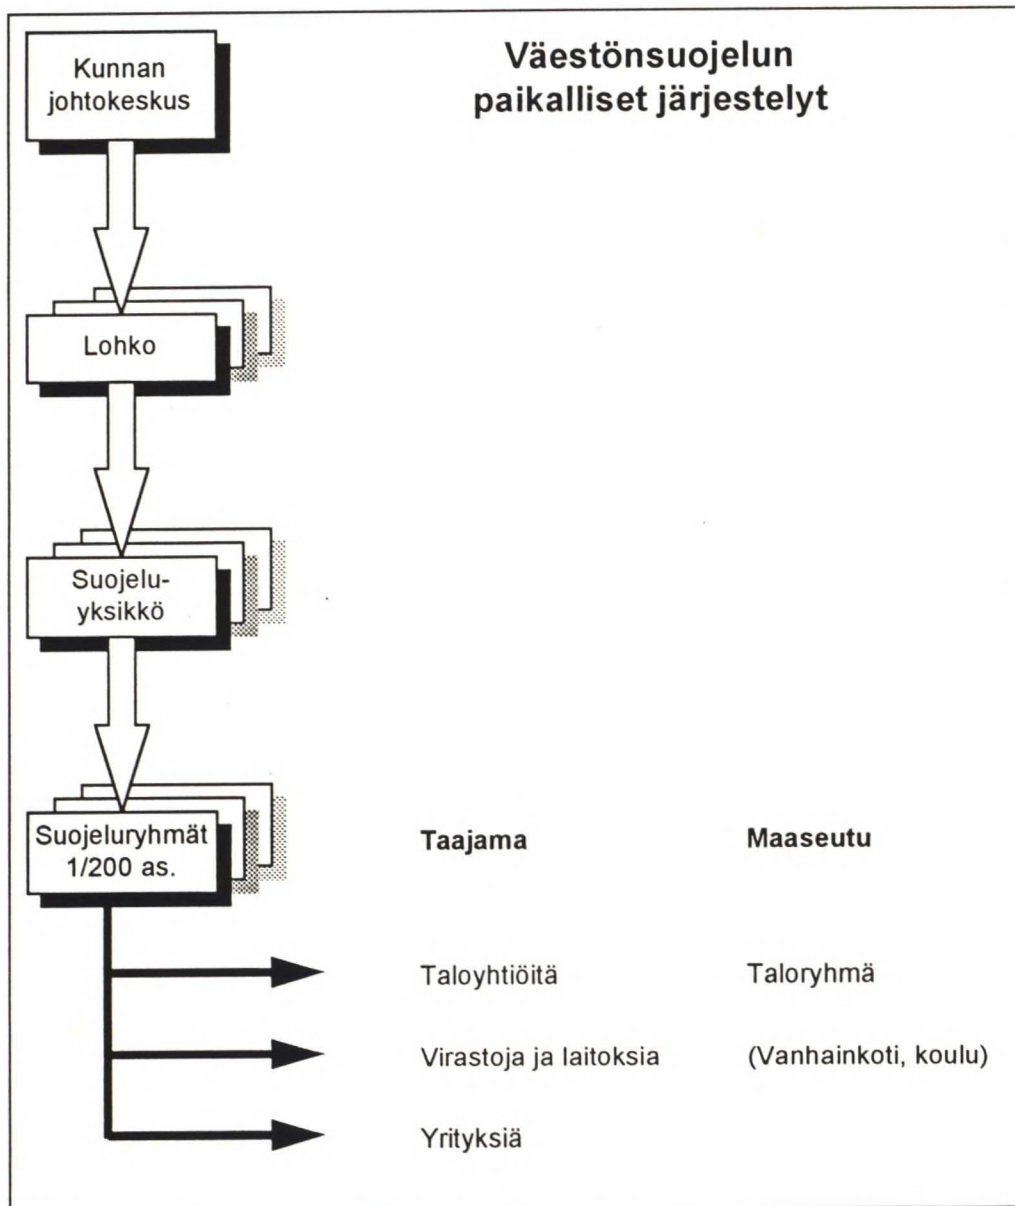 Väestönsuojelun
paikalliset järjestelyt
Kunnan
johtokeskus
Lohko
Suojelu-
yksikkö
Suojeluryhmät
1/200 as.
Taajama
Maaseutu
Taloyhtiöitä
Taloryhmä
Virastoja ja laitoksia
(Vanhainkoti, koulu)
Yrityksiä